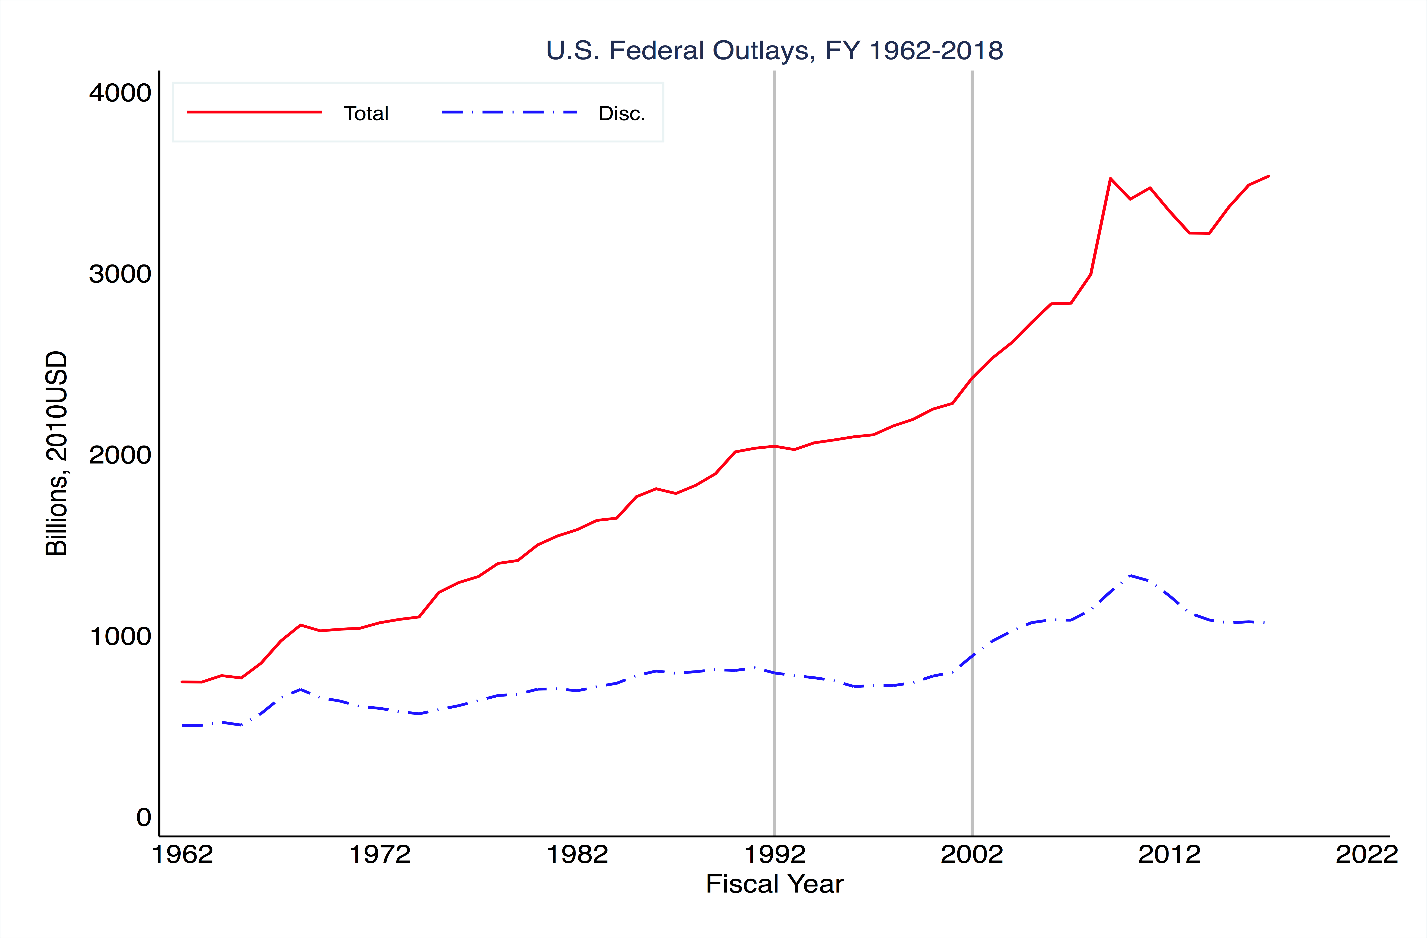 U.S. Federal Outlays, FY 1962-2018
Total
Disc.
4000
3000
2000
1000
0
Billions, 2010USD
1962
1972
1982
1992
2002
2012
2022
Fiscal Year